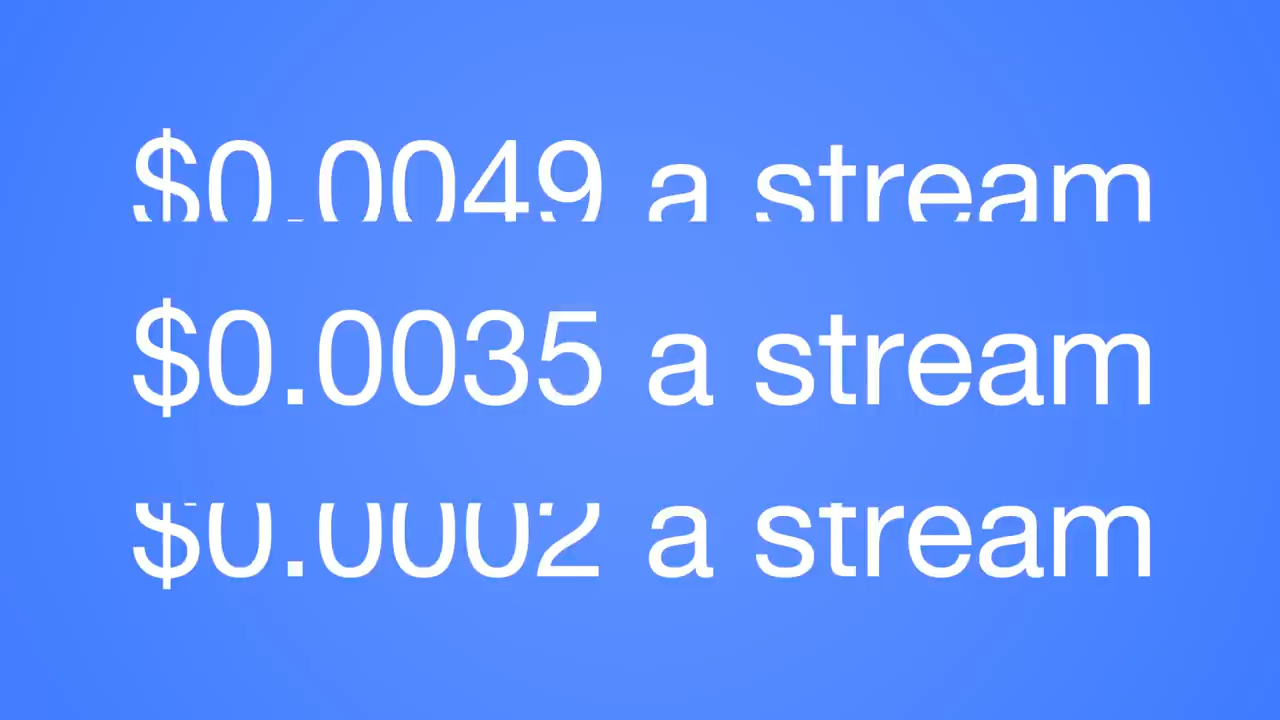 $0.0049 a stream
$0.0035 a stream
$0.0002 a stream